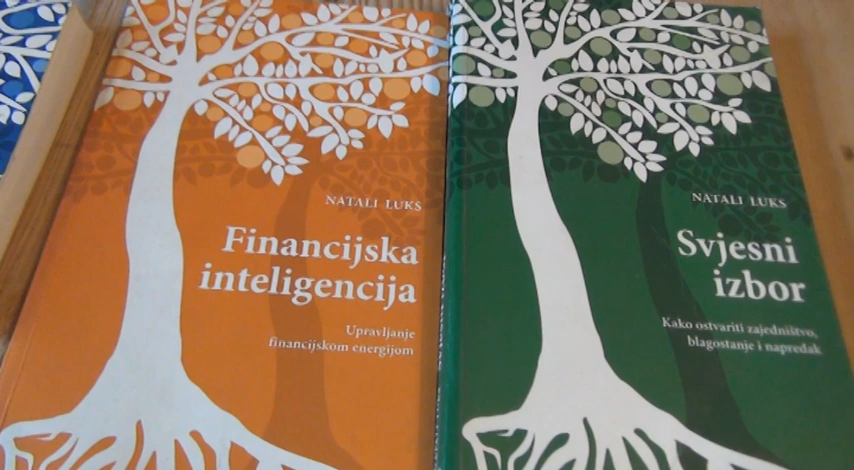 NATALI LUKS
Financijska
inteligencija
Upravljanje
financijskom energijom
NATALI LUKS
Svjesni
izbor
Kako ostvariti zajedništvo,
blagostanje i napredak